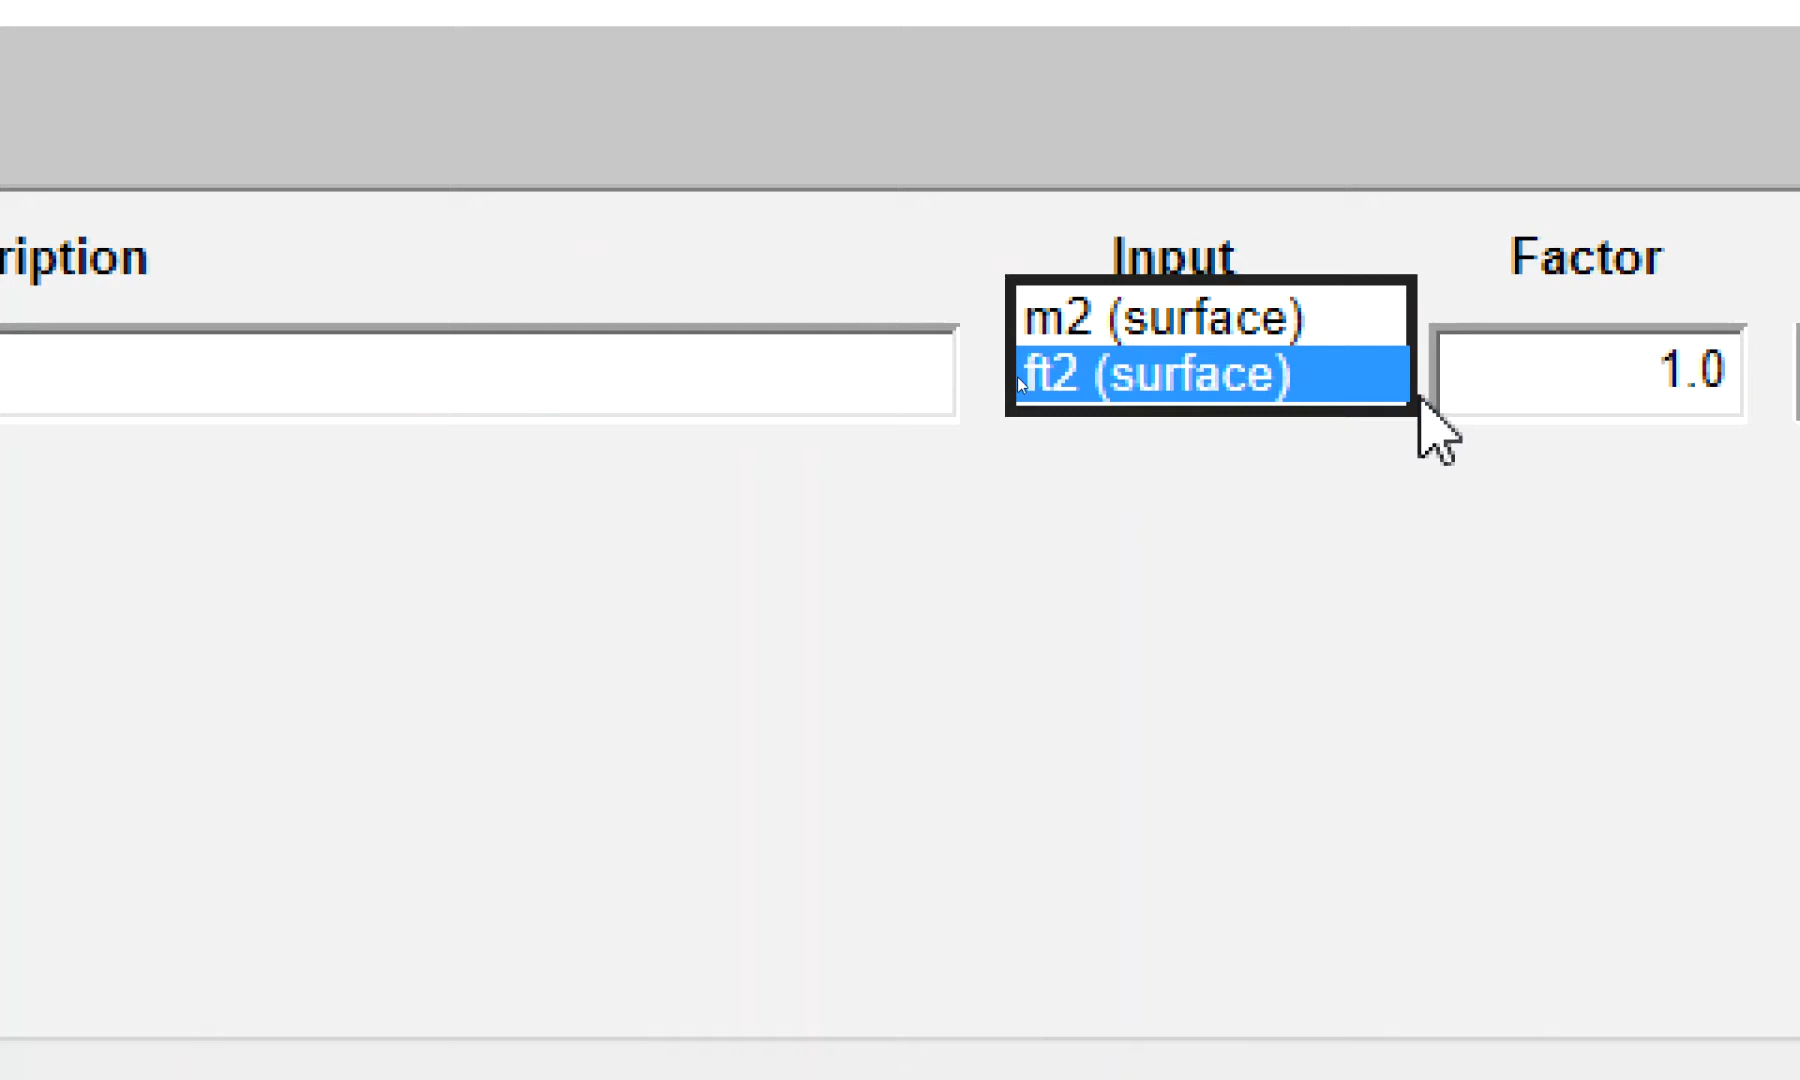 ription
Input
Factor
m2 (surface)
ft2 (surface)
1.0